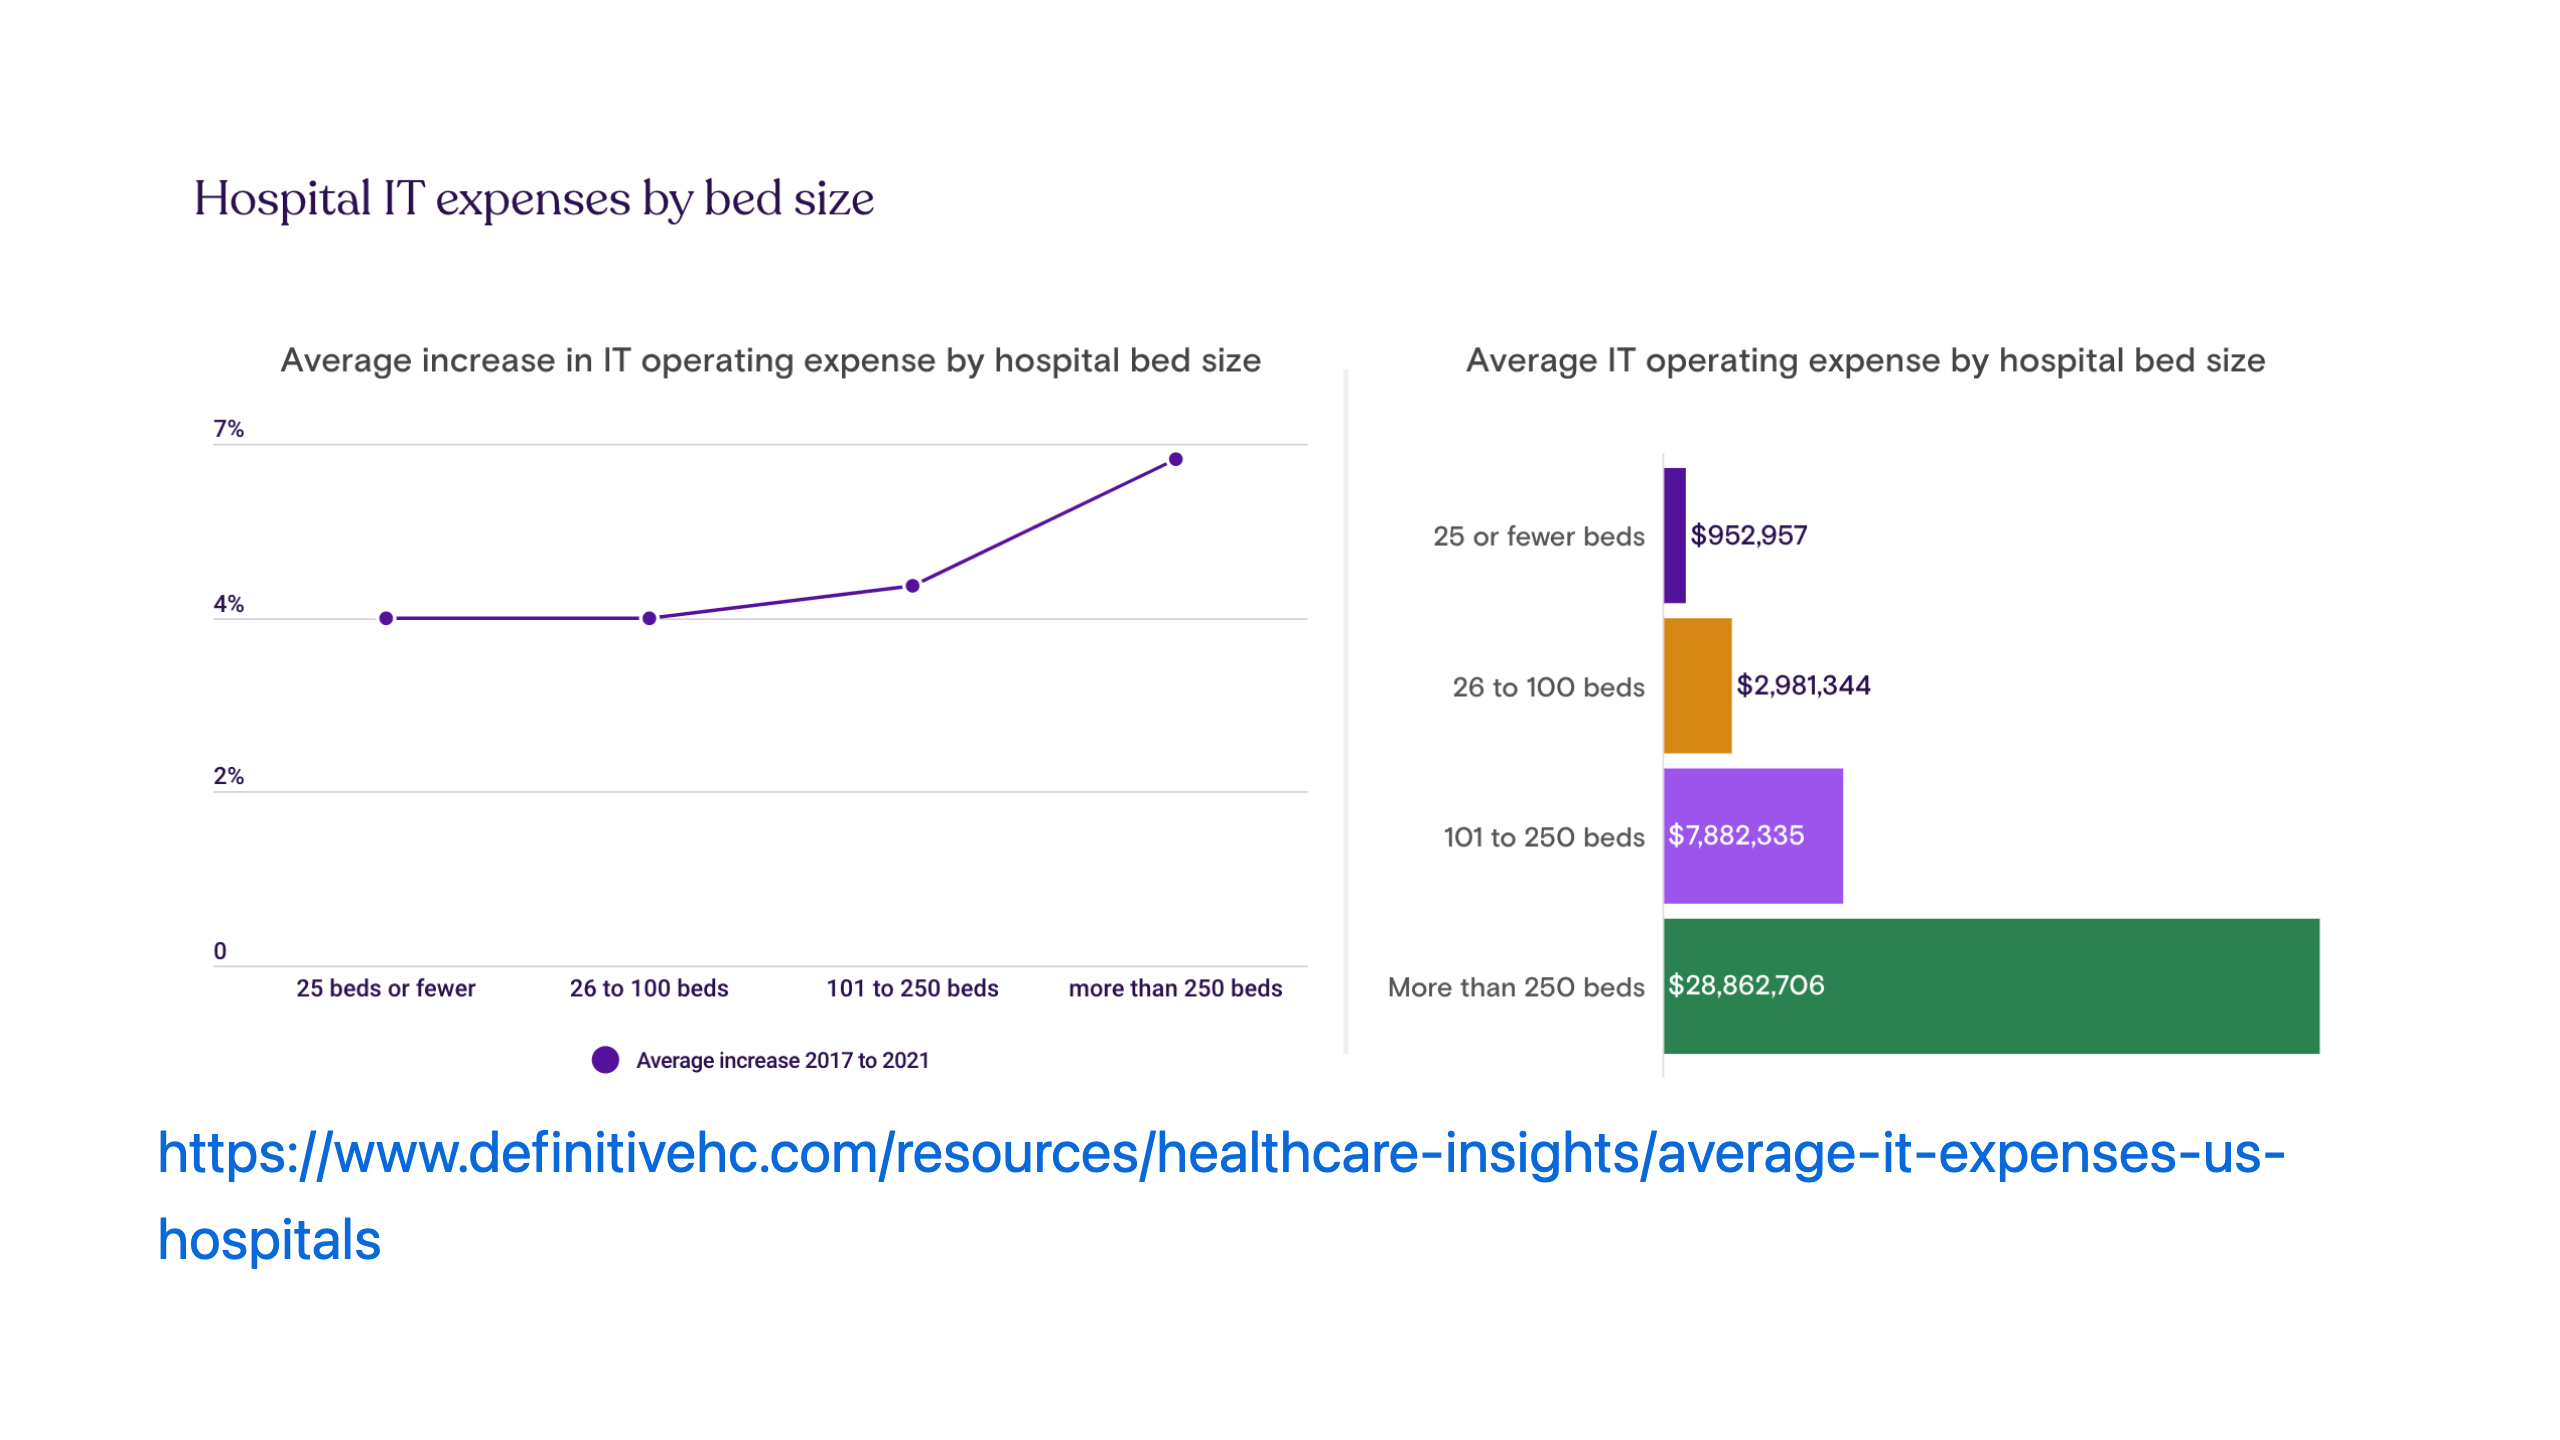 Hospital IT expenses by bed size
Average increase in IT operating expense by hospital bed size
7%
4%
2%
0
25 beds or fewer
26 to 100 beds
101 to 250 beds
more than 250 beds
Average increase 2017 to 2021
Average IT operating expense by hospital bed size
25 or fewer beds $952,957
26 to 100 beds $2,981,344
101 to 250 beds $7,882,335
More than 250 beds $28,862,706
https://www.definitivehc.com/resources/healthcare-insights/average-it-expenses-us-
hospitals